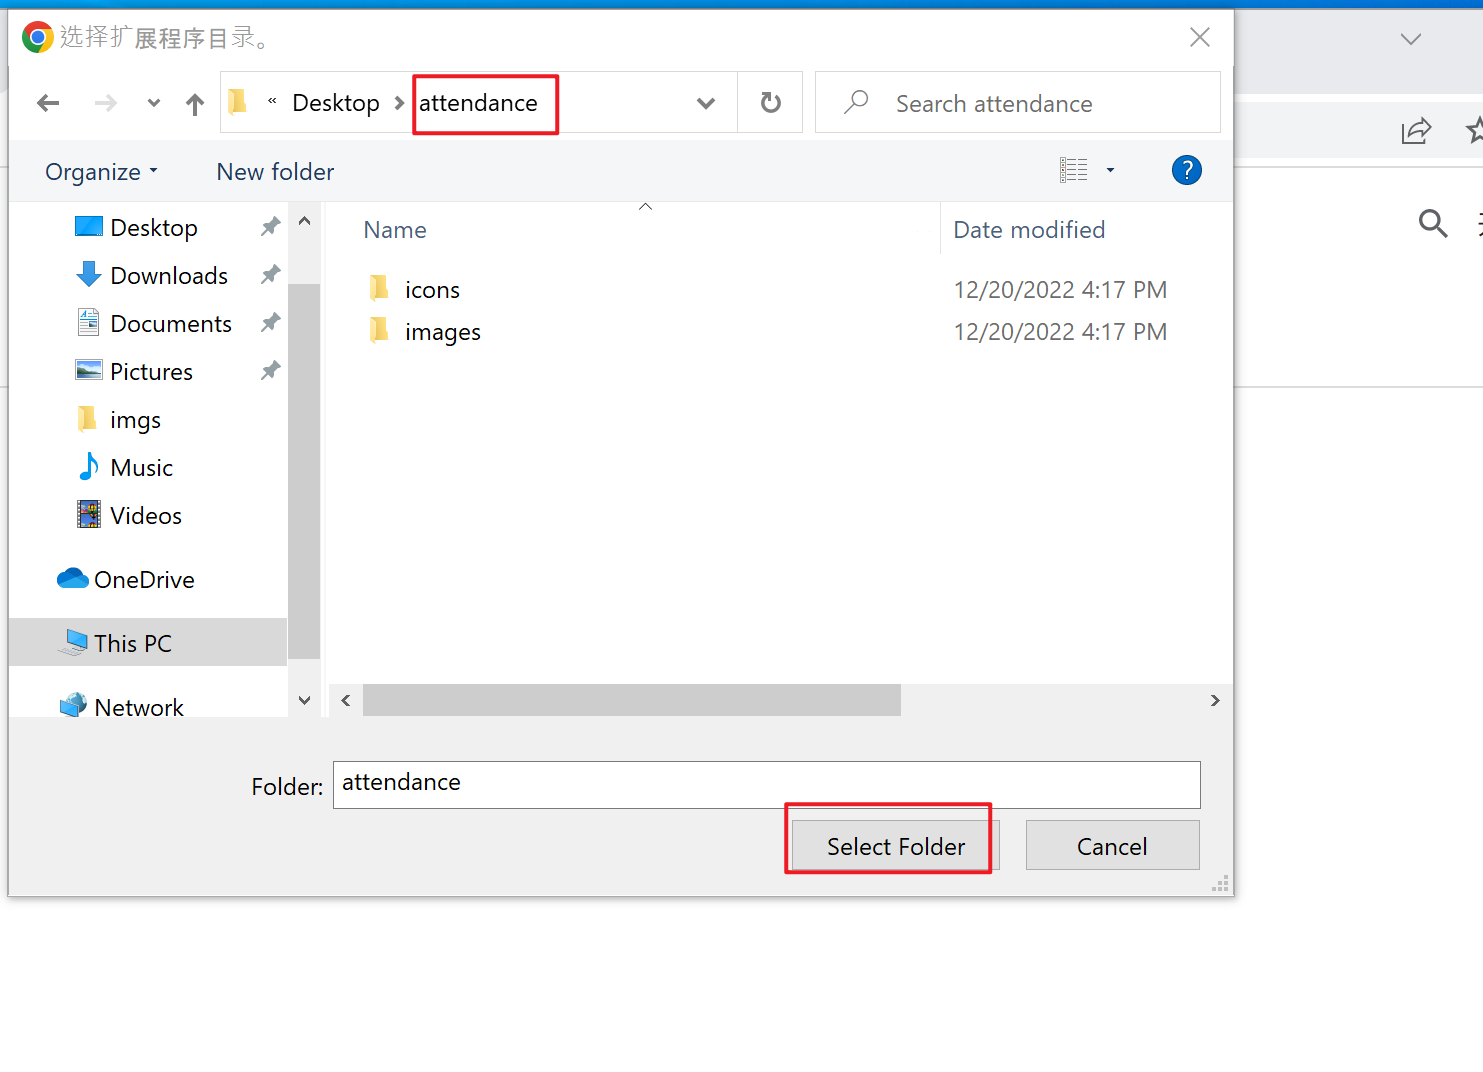 选择扩展程序目录。
« Desktop > attendance
Search attendance
Organize
New folder
?
Desktop
Downloads
Documents
Pictures
imgs
Music
Videos
OneDrive
This PC
Network
Name
Date modified
icons 12/20/2022 4:17 PM
images 12/20/2022 4:17 PM
Folder: attendance
Select Folder
Cancel